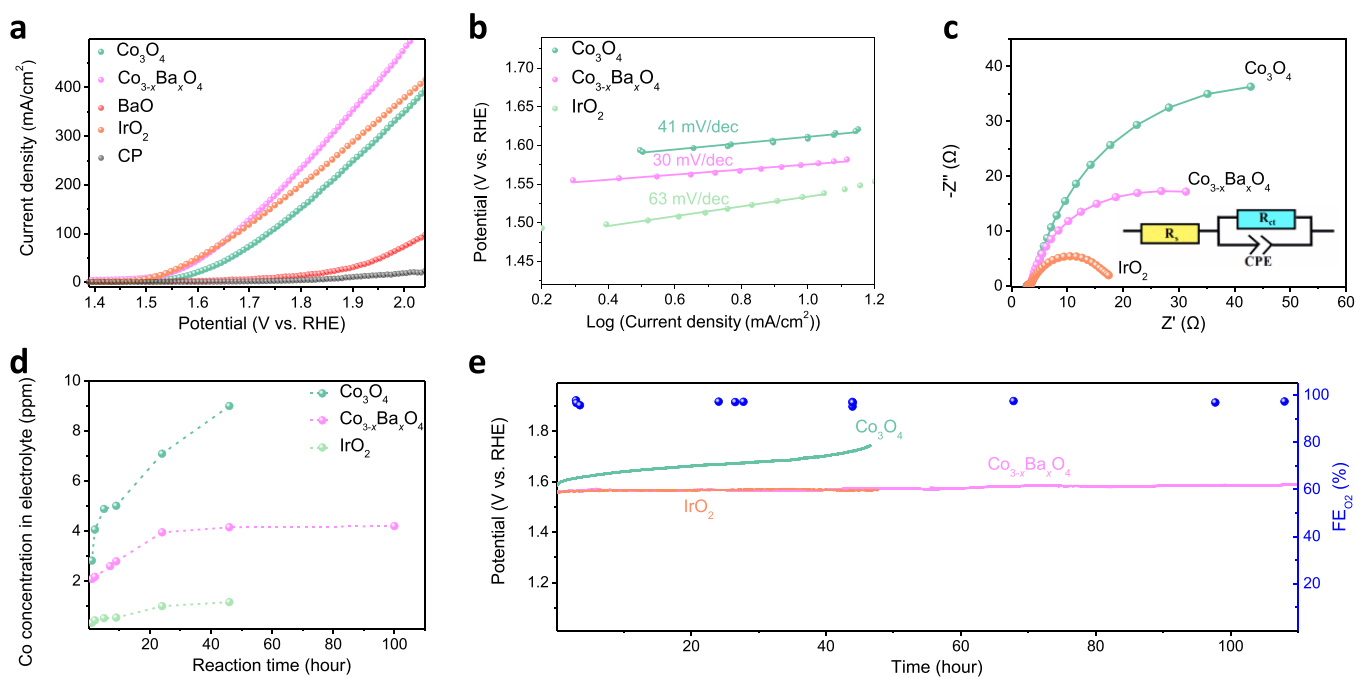 a
Current density (mA/cm²)
400
300
200
100
0
Co₃O₄
Co₃₋ₓBaₓO₄
BaO
IrO₂
CP
1.4 1.5 1.6 1.7 1.8 1.9 2.0
Potential (V vs. RHE)
b
Potential (V vs. RHE)
1.70
1.65
1.60
1.55
1.50
1.45
Co₃O₄
Co₃₋ₓBaₓO₄
IrO₂
41 mV/dec
30 mV/dec
63 mV/dec
0.2 0.4 0.6 0.8 1.0 1.2
Log (Current density (mA/cm²))
c
-Z'' (Ω)
40
30
20
10
0
Co₃O₄
Co₃₋ₓBaₓO₄
IrO₂
Rₛ
R꜀ₜ
CPE
0 10 20 30 40 50 60
Z' (Ω)
d
Co concentration in electrolyte (ppm)
10
8
6
4
2
Co₃O₄
Co₃₋ₓBaₓO₄
IrO₂
20 40 60 80 100
Reaction time (hour)
e
Potential (V vs. RHE)
1.8
1.6
1.4
1.2
Co₃O₄
Co₃₋ₓBaₓO₄
IrO₂
100
80
60
40
20
0
FE_O2 (%)
20 40 60 80 100
Time (hour)